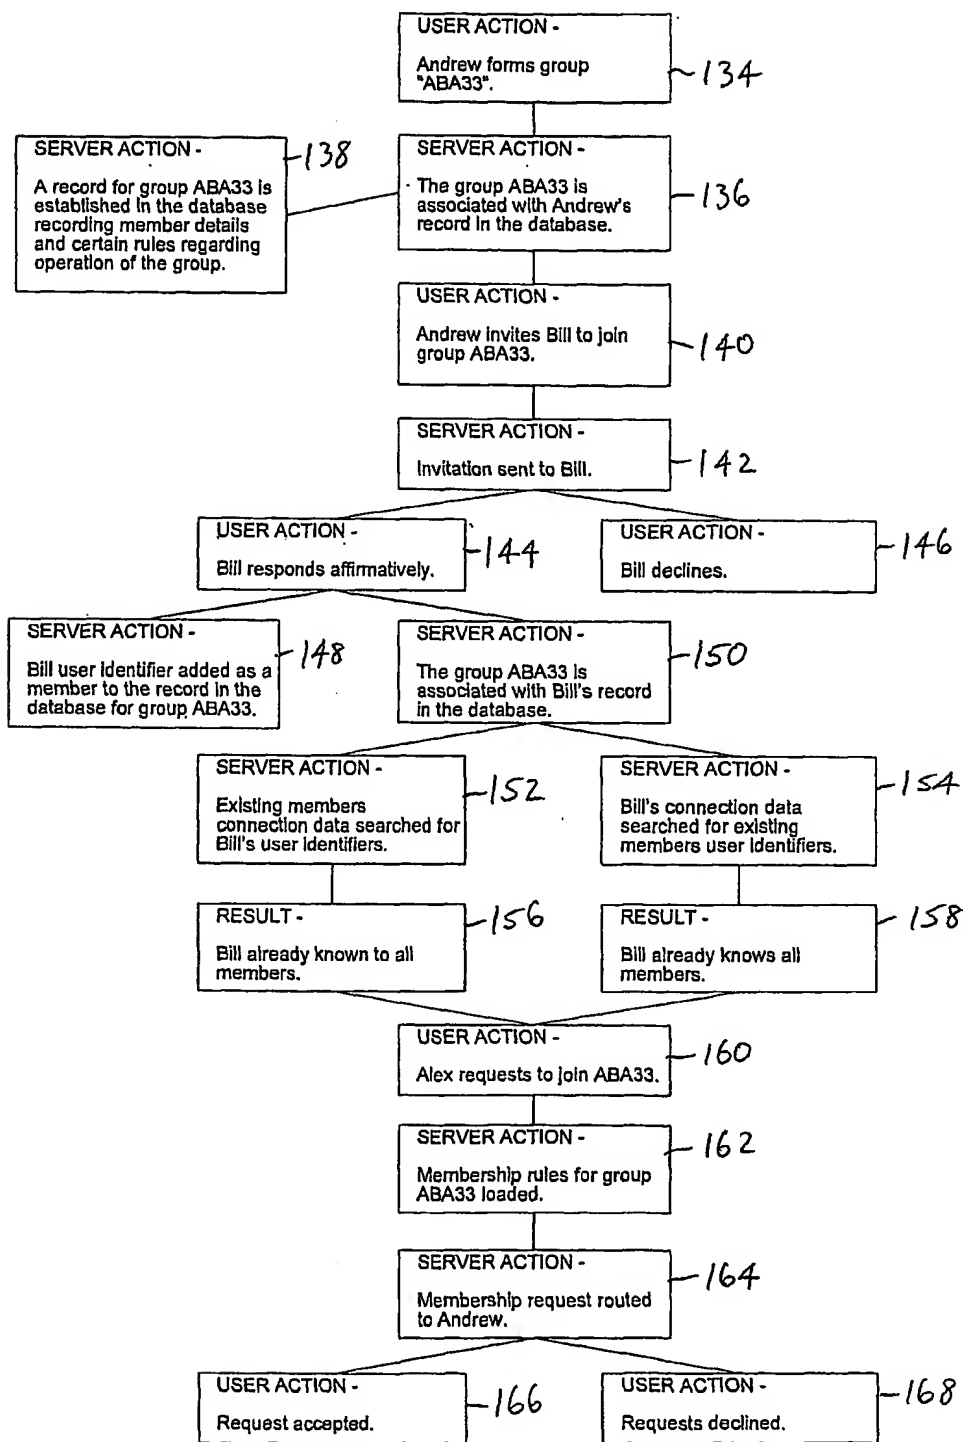 USER ACTION -
Andrew forms group
"ABA33".
134
SERVER ACTION -
A record for group ABA33 is
established in the database
recording member details
and certain rules regarding
operation of the group.
138
SERVER ACTION -
The group ABA33 is
associated with Andrew's
record in the database.
136
USER ACTION -
Andrew invites Bill to join
group ABA33.
140
SERVER ACTION -
Invitation sent to Bill.
142
USER ACTION -
Bill responds affirmatively.
144
USER ACTION -
Bill declines.
146
SERVER ACTION -
Bill user identifier added as a
member to the record in the
database for group ABA33.
148
SERVER ACTION -
The group ABA33 is
associated with Bill's record
in the database.
150
SERVER ACTION -
Existing members
connection data searched for
Bill's user identifiers.
152
SERVER ACTION -
Bill's connection data
searched for existing
members user identifiers.
154
RESULT -
Bill already known to all
members.
156
RESULT -
Bill already knows all
members.
158
USER ACTION -
Alex requests to join ABA33.
160
SERVER ACTION -
Membership rules for group
ABA33 loaded.
162
SERVER ACTION -
Membership request routed
to Andrew.
164
USER ACTION -
Request accepted.
166
USER ACTION -
Requests declined.
168